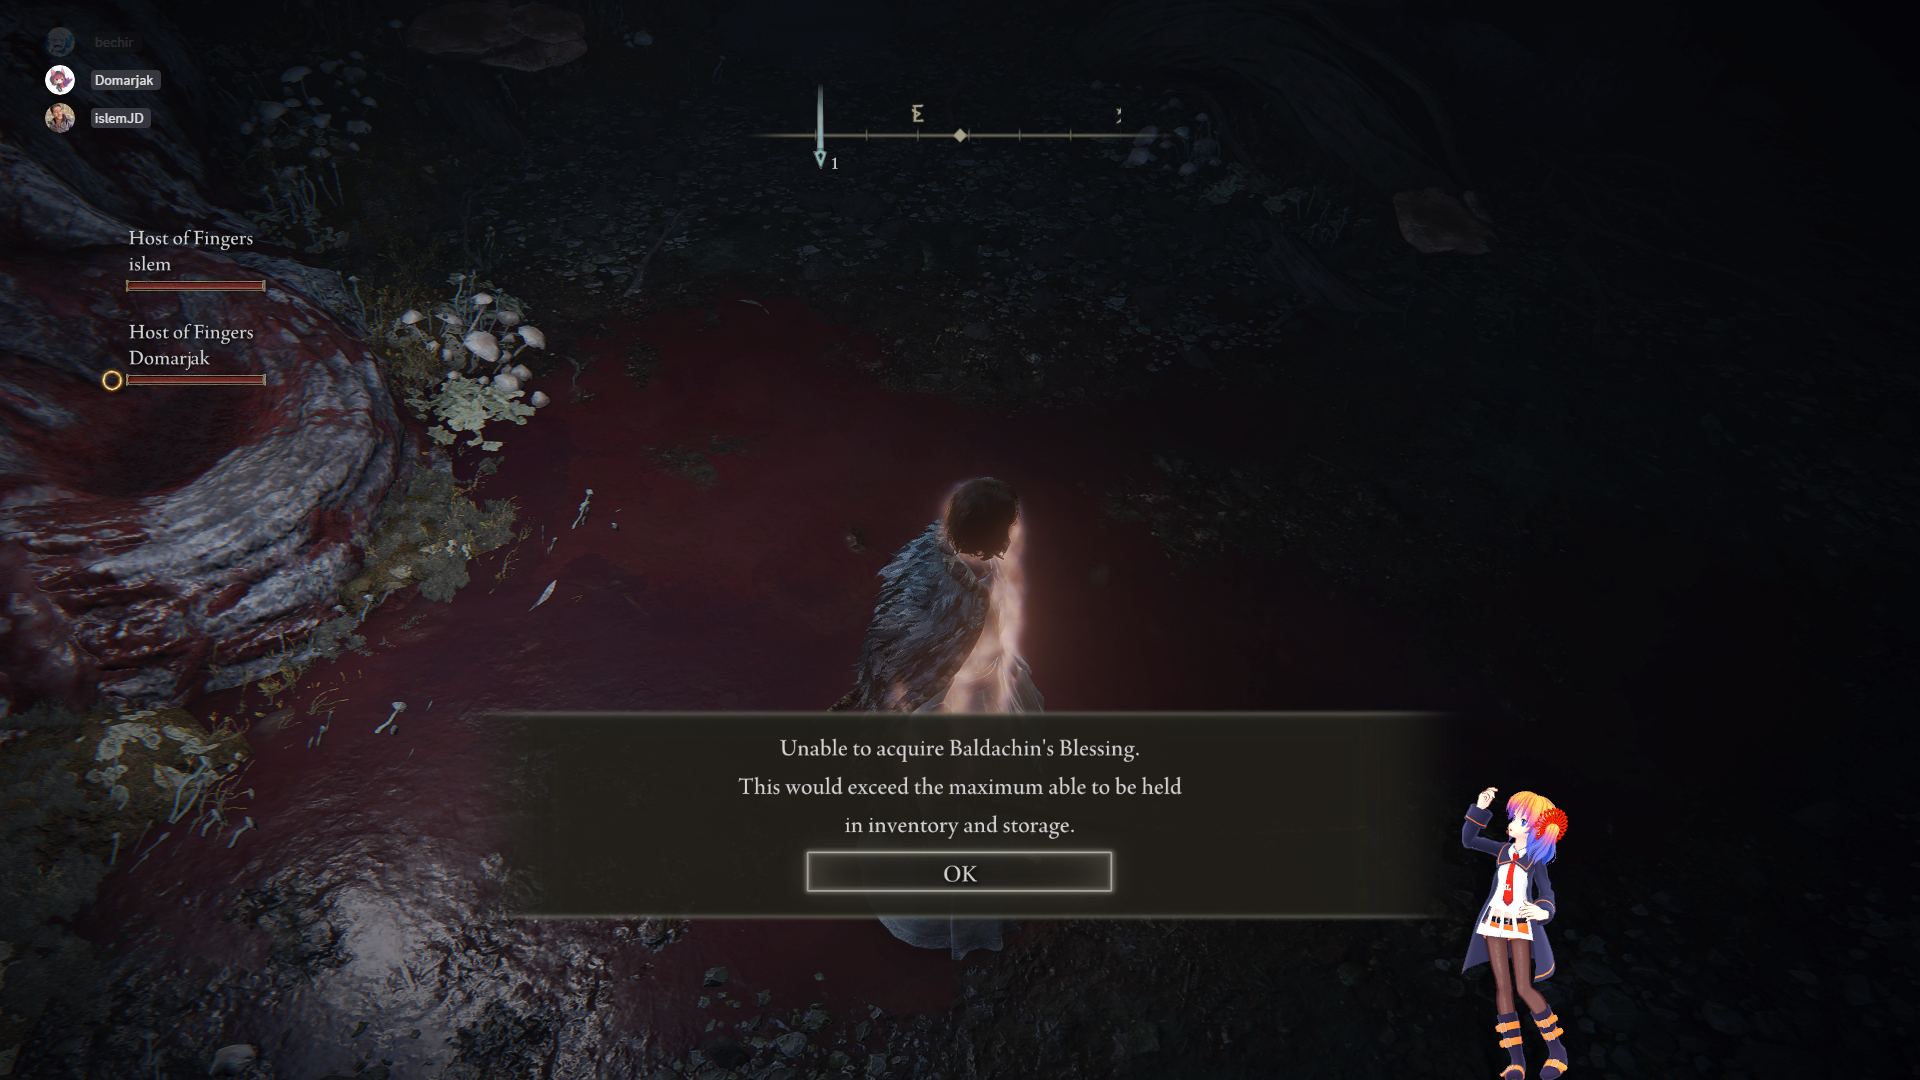 bechir
Domarjak
islemJD
E
1
Host of Fingers
islem
Host of Fingers
Domarjak
Unable to acquire Baldachin's Blessing.
This would exceed the maximum able to be held
in inventory and storage.
OK